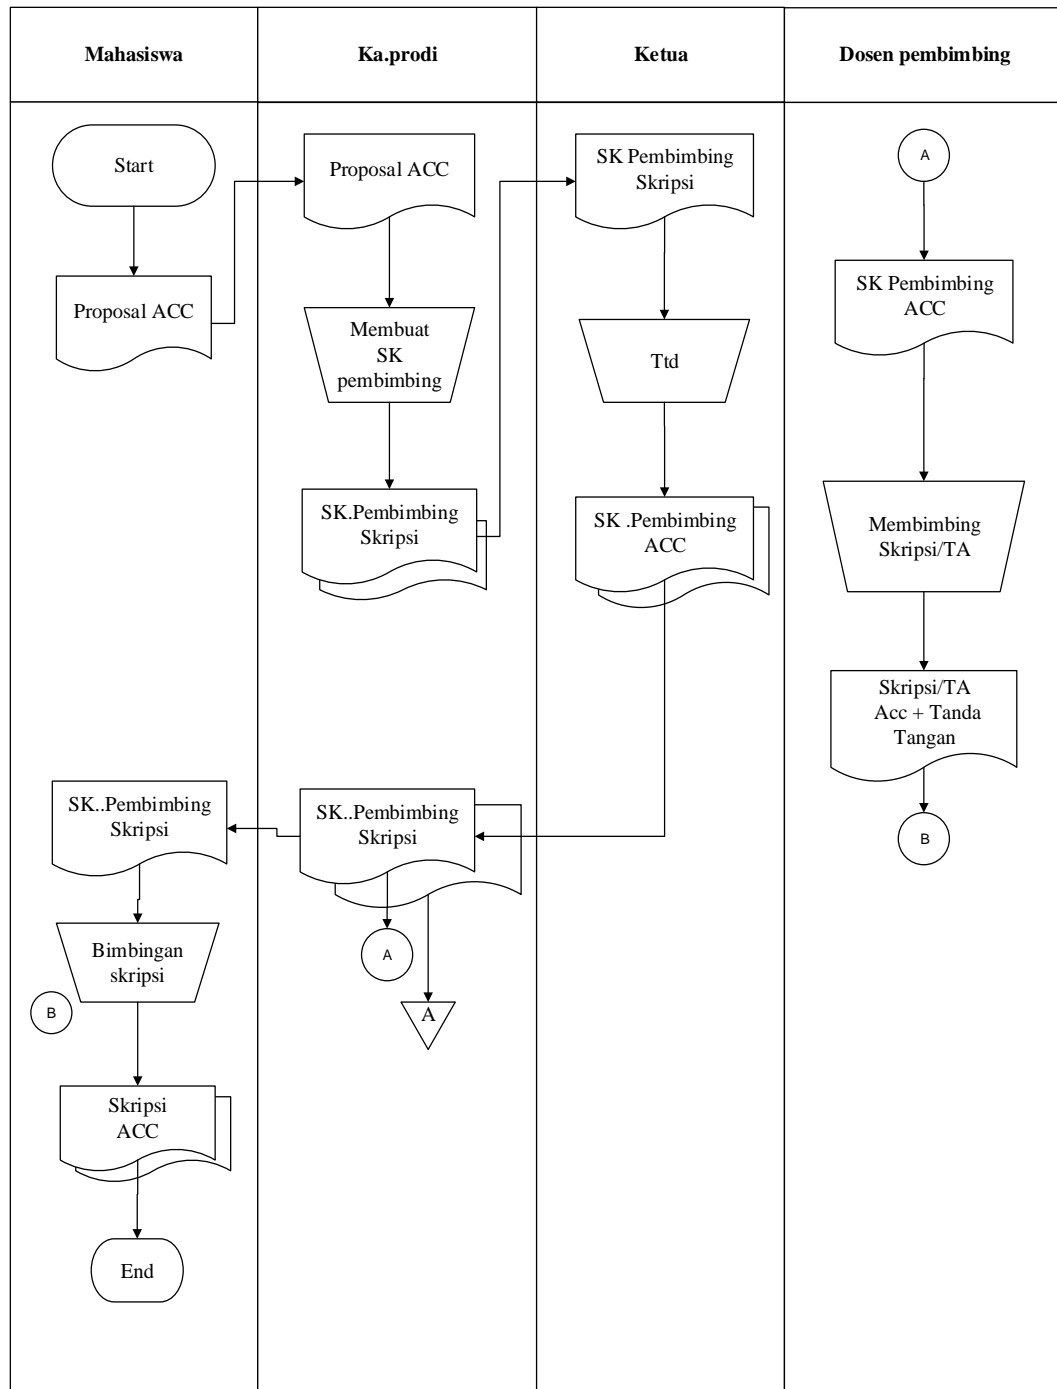 Mahasiswa
Ka.prodi
Ketua
Dosen pembimbing
Start
Proposal ACC
Proposal ACC
Membuat
SK
pembimbing
SK.Pembimbing
Skripsi
SK Pembimbing
Skripsi
Ttd
SK .Pembimbing
ACC
A
SK Pembimbing
ACC
Membimbing
Skripsi/TA
Skripsi/TA
Acc + Tanda
Tangan
B
SK..Pembimbing
Skripsi
A
A
SK..Pembimbing
Skripsi
Bimbingan
skripsi
B
Skripsi
ACC
End